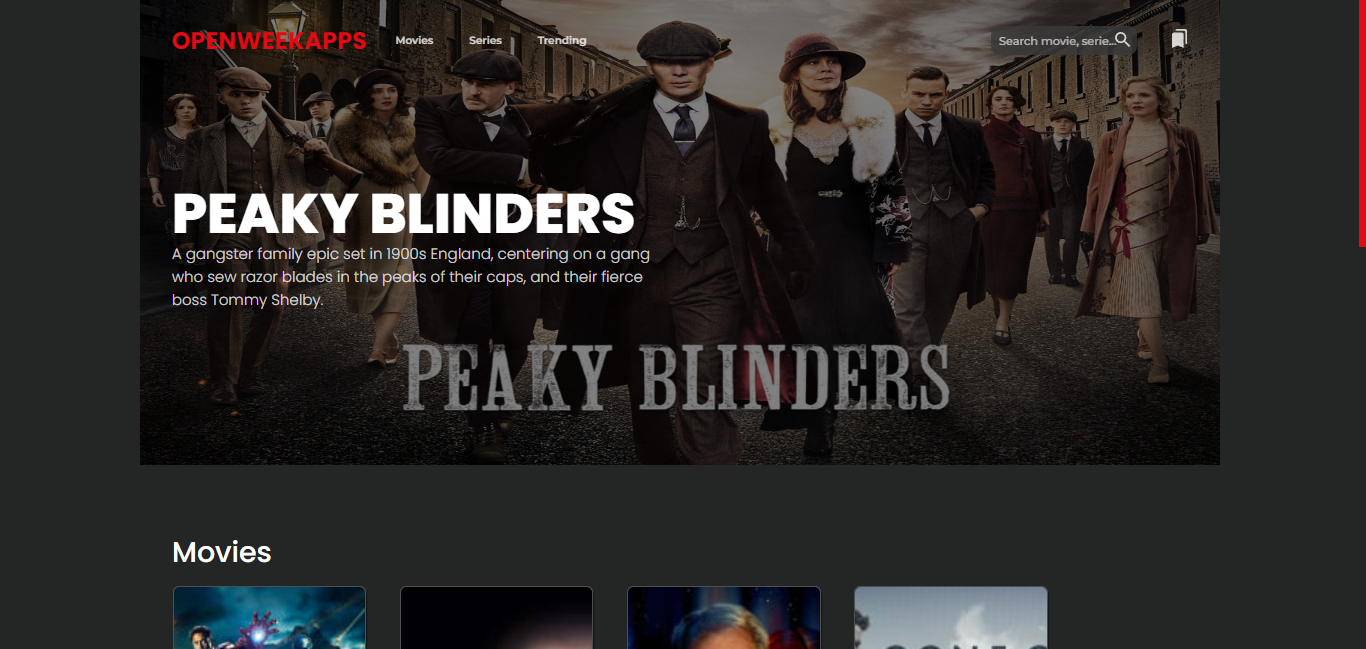 OPENWEEKAPPS
Movies
Series
Trending
Search movie, serie...
PEAKY BLINDERS
A gangster family epic set in 1900s England, centering on a gang
who sew razor blades in the peaks of their caps, and their fierce
boss Tommy Shelby.
PEAKY BLINDERS
Movies